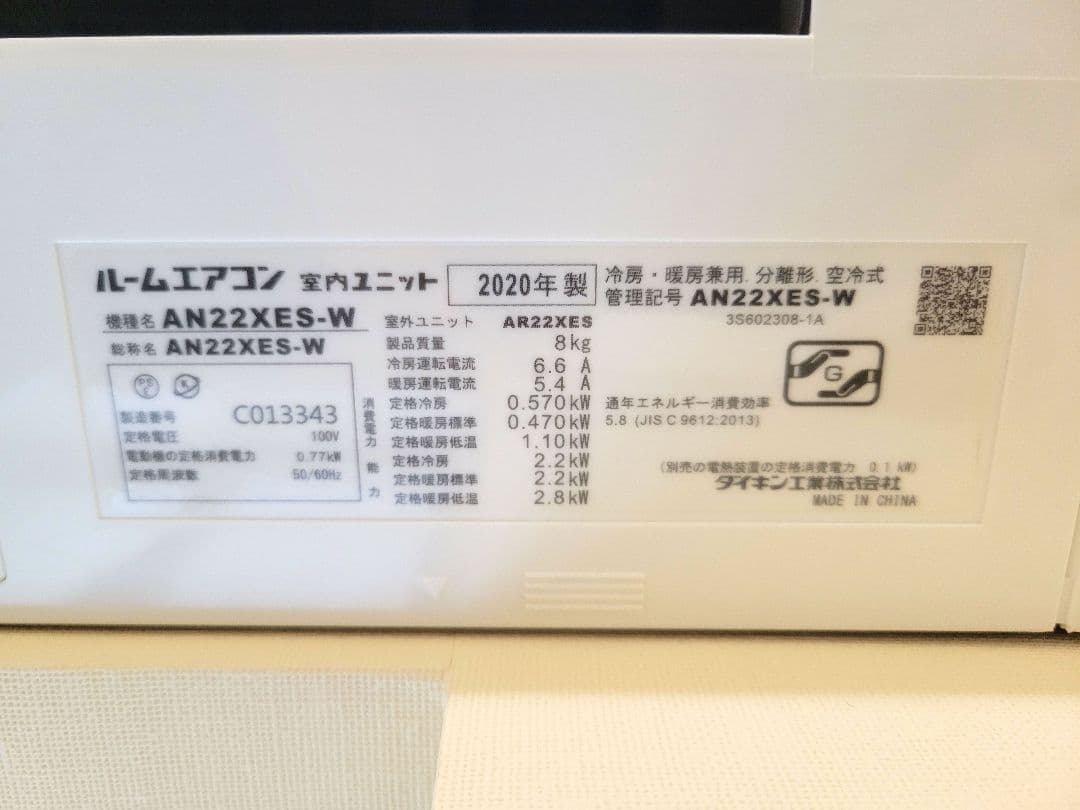 ルームエアコン 室内ユニット 2020年 製
機種名 AN22XES-W
総称名 AN22XES-W
PS C
製造番号 C013343
定格電圧 100V
電動機の定格消費電力 0.77kW
定格周波数 50/60Hz
室外ユニット AR22XES
製品質量 8kg
冷房運転電流 6.6 A
暖房運転電流 5.4 A
消費電力
定格冷房 0.570kW
定格暖房標準 0.470kW
定格暖房低温 1.10kW
能力
定格冷房 2.2kW
定格暖房標準 2.2kW
定格暖房低温 2.8kW
冷房・暖房兼用. 分離形. 空冷式
管理記号 AN22XES-W
3S602308-1A
G
通年エネルギー消費効率
5.8 (JIS C 9612:2013)
(別売の電熱装置の定格消費電力 0.1 kW)
ダイキン工業株式会社
MADE IN CHINA